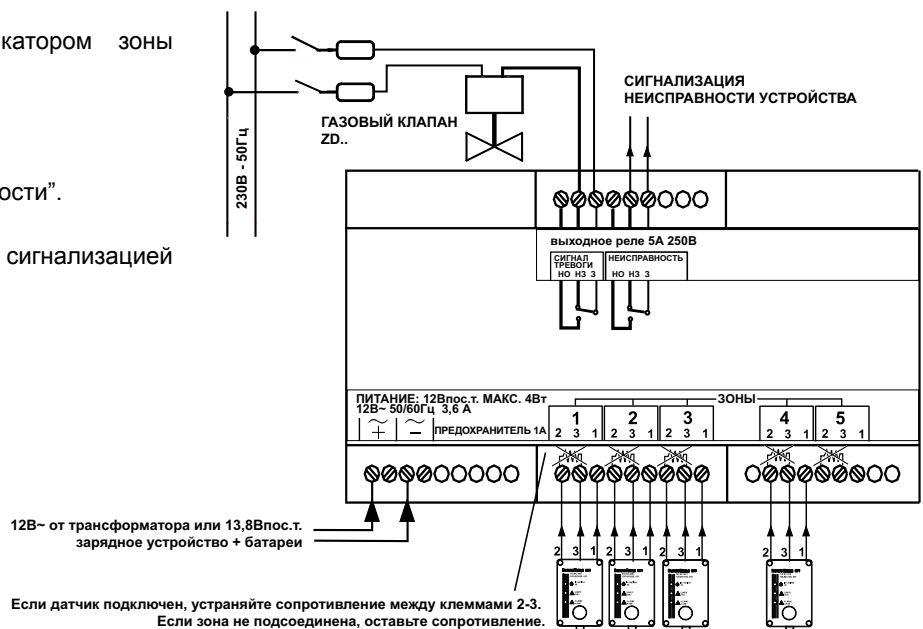 катором зоны
ости”.
сигнализацией
230В - 50Гц
ГАЗОВЫЙ КЛАПАН
ZD..
СИГНАЛИЗАЦИЯ
НЕИСПРАВНОСТИ УСТРОЙСТВА
выходное реле 5А 250В
СИГНАЛ ТРЕВОГИ
НЕИСПРАВНОСТЬ
НО НЗ З НО НЗ З
ПИТАНИЕ: 12Впос.т. МАКС. 4Вт
12В~ 50/60Гц 3,6 А
ПРЕДОХРАНИТЕЛЬ 1А
ЗОНЫ
1 2 3 4 5
2 3 1 2 3 1 2 3 1 2 3 1 2 3 1
12В~ от трансформатора или 13,8Впос.т.
зарядное устройство + батареи
2 3 1 2 3 1 2 3 1 2 3 1
Если датчик подключен, устраняйте сопротивление между клеммами 2-3.
Если зона не подсоединена, оставьте сопротивление.